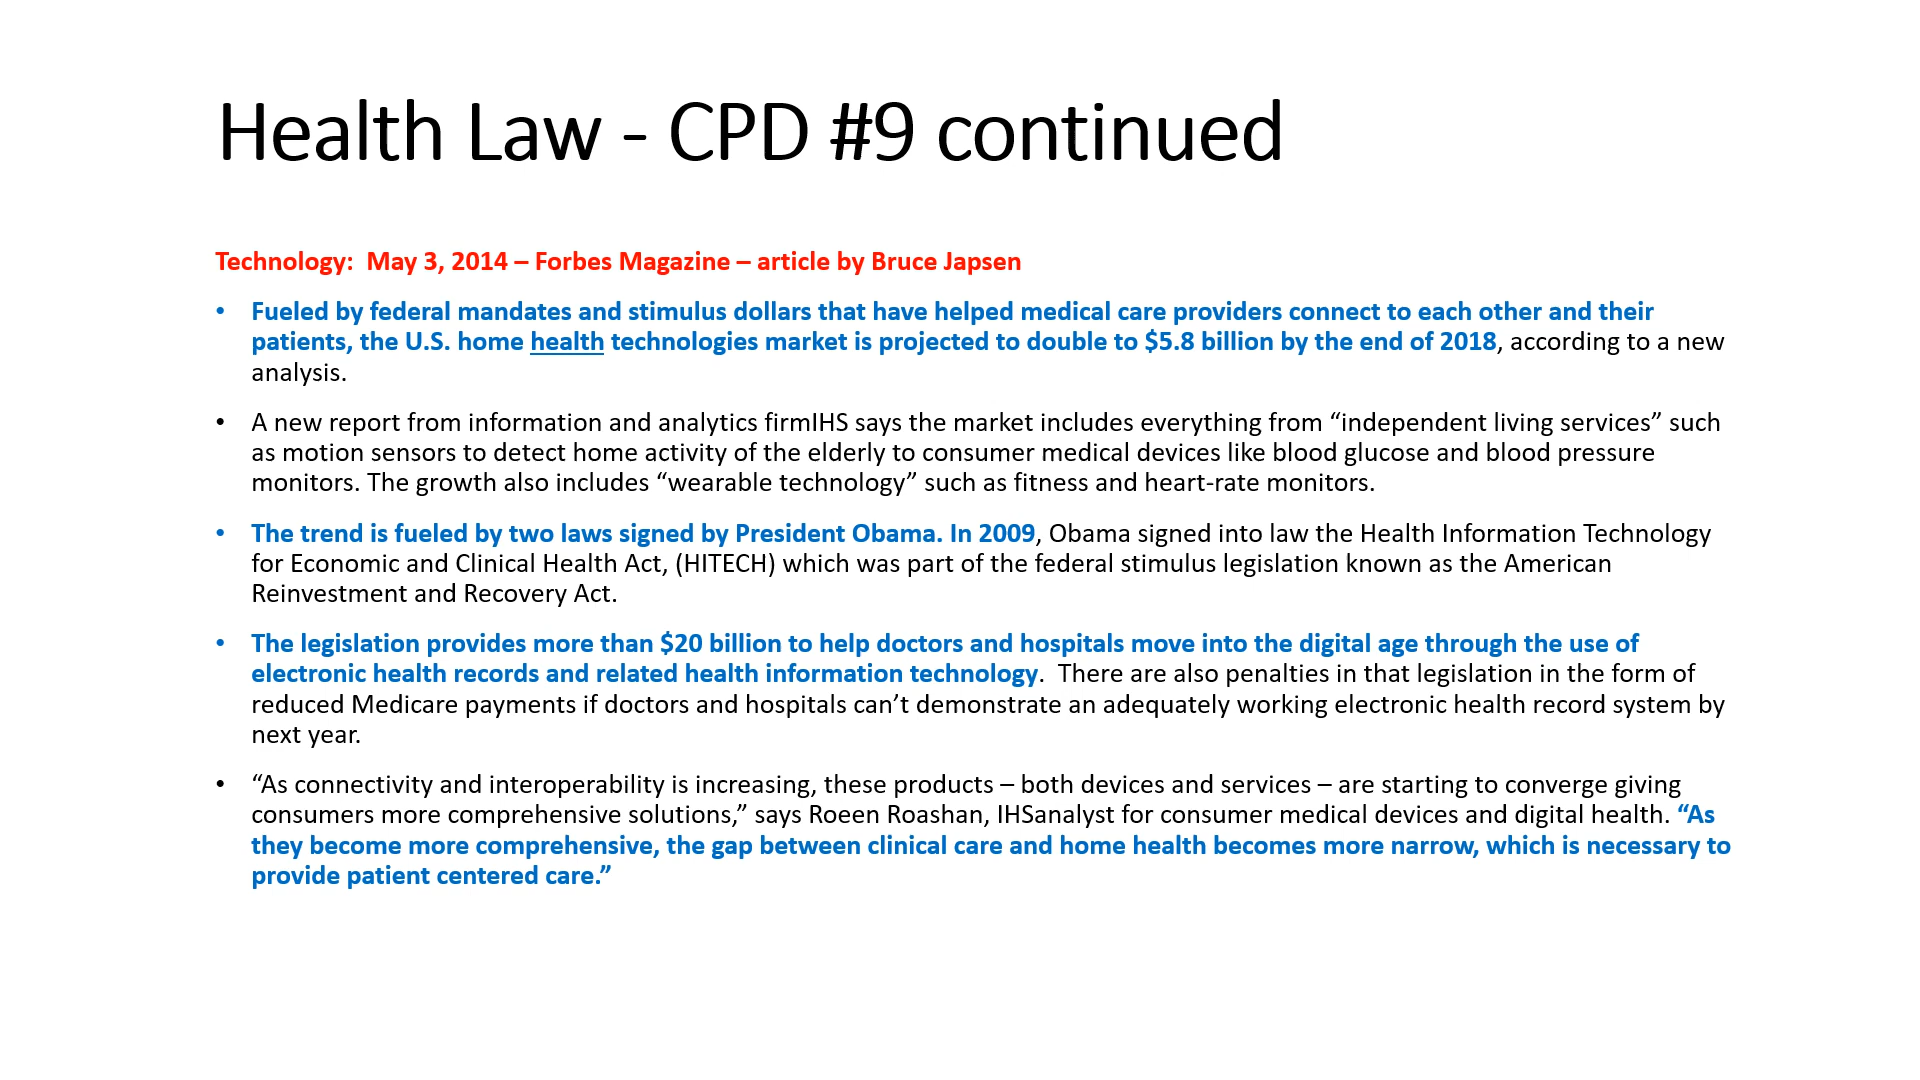 Health Law - CPD #9 continued
Technology:  May 3, 2014 – Forbes Magazine – article by Bruce Japsen
• Fueled by federal mandates and stimulus dollars that have helped medical care providers connect to each other and their
patients, the U.S. home health technologies market is projected to double to $5.8 billion by the end of 2018, according to a new
analysis.
• A new report from information and analytics firmIHS says the market includes everything from “independent living services” such
as motion sensors to detect home activity of the elderly to consumer medical devices like blood glucose and blood pressure
monitors. The growth also includes “wearable technology” such as fitness and heart-rate monitors.
• The trend is fueled by two laws signed by President Obama. In 2009, Obama signed into law the Health Information Technology
for Economic and Clinical Health Act, (HITECH) which was part of the federal stimulus legislation known as the American
Reinvestment and Recovery Act.
• The legislation provides more than $20 billion to help doctors and hospitals move into the digital age through the use of
electronic health records and related health information technology.  There are also penalties in that legislation in the form of
reduced Medicare payments if doctors and hospitals can’t demonstrate an adequately working electronic health record system by
next year.
• “As connectivity and interoperability is increasing, these products – both devices and services – are starting to converge giving
consumers more comprehensive solutions,” says Roeen Roashan, IHSanalyst for consumer medical devices and digital health. “As
they become more comprehensive, the gap between clinical care and home health becomes more narrow, which is necessary to
provide patient centered care.”